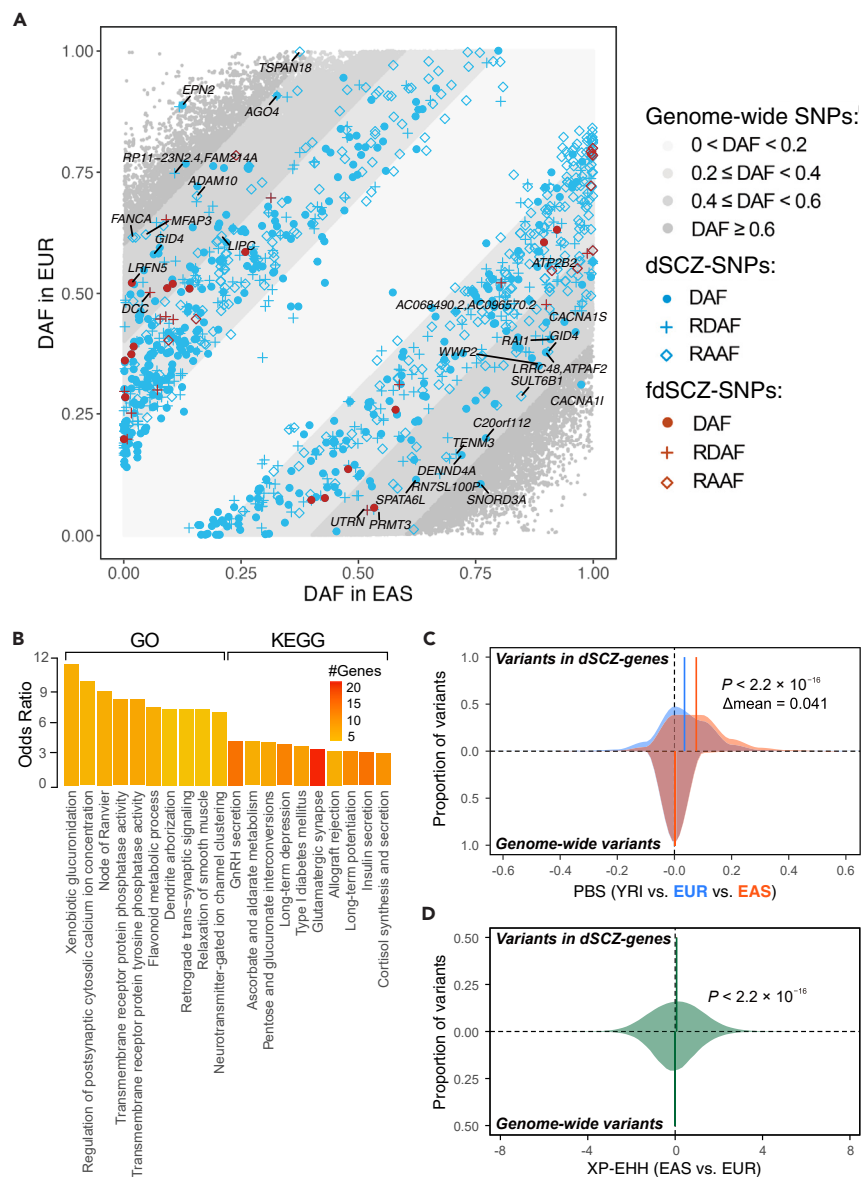 A
DAF in EUR
1.00
0.75
0.50
0.25
0.00
0.00
0.25
0.50
0.75
1.00
DAF in EAS
TSPAN18
EPN2
AGO4
RP11-23N2.4,FAM214A
ADAM10
FANCA
MFAP3
GID4
LIPC
LRFN5
DCC
ATP2B2
AC068490.2,AC096570.2
CACNA1S
RAI1
GID4
WWP2
LRRC48,ATPAF2
SULT6B1
CACNA1I
C20orf112
TENM3
DENND4A
RN7SL100P
SPATA6L
SNORD3A
UTRN
PRMT3
Genome-wide SNPs:
0 < DAF < 0.2
0.2 ≤ DAF < 0.4
0.4 ≤ DAF < 0.6
DAF ≥ 0.6
dSCZ-SNPs:
DAF
RDAF
RAAF
fdSCZ-SNPs:
DAF
RDAF
RAAF
B
GO
KEGG
Odds Ratio
12
9
6
3
0
#Genes
20
15
10
5
Xenobiotic glucuronidation
Regulation of postsynaptic cytosolic calcium ion concentration
Node of Ranvier
Transmembrane receptor protein phosphatase activity
Transmembrane receptor protein tyrosine phosphatase activity
Flavonoid metabolic process
Dendrite arborization
Retrograde trans-synaptic signaling
Relaxation of smooth muscle
Neurotransmitter-gated ion channel clustering
GnRH secretion
Ascorbate and aldarate metabolism
Pentose and glucuronate interconversions
Long-term depression
Type I diabetes mellitus
Glutamatergic synapse
Allograft rejection
Long-term potentiation
Insulin secretion
Cortisol synthesis and secretion
C
Proportion of variants
1.0
0.5
0.0
0.5
1.0
Variants in dSCZ-genes
P < 2.2 × 10⁻¹⁶
Δmean = 0.041
Genome-wide variants
-0.6
-0.4
-0.2
0.0
0.2
0.4
0.6
PBS (YRI vs. EUR vs. EAS)
D
Proportion of variants
0.50
0.25
0.00
0.25
0.50
Variants in dSCZ-genes
P < 2.2 × 10⁻¹⁶
Genome-wide variants
-8
-4
0
4
8
XP-EHH (EAS vs. EUR)